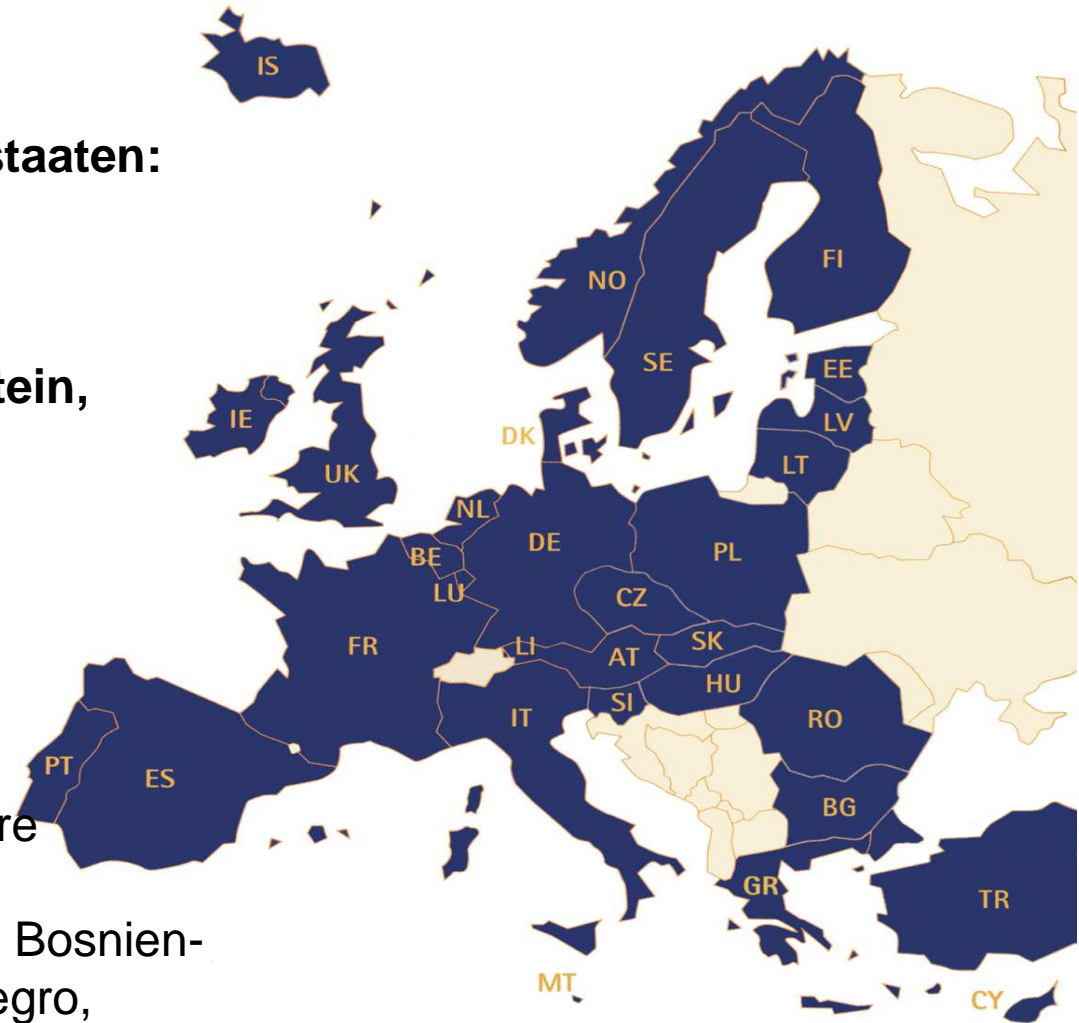 IS
staaten:
NO
FI
SE
EE
tein,
IE
LV
DK
UK
LT
NL
DE
BE
PL
LU
CZ
FR
LI
AT
SK
HU
SI
IT
RO
PT
ES
BG
re
GR
TR
Bosnien-
MT
egro,
CY